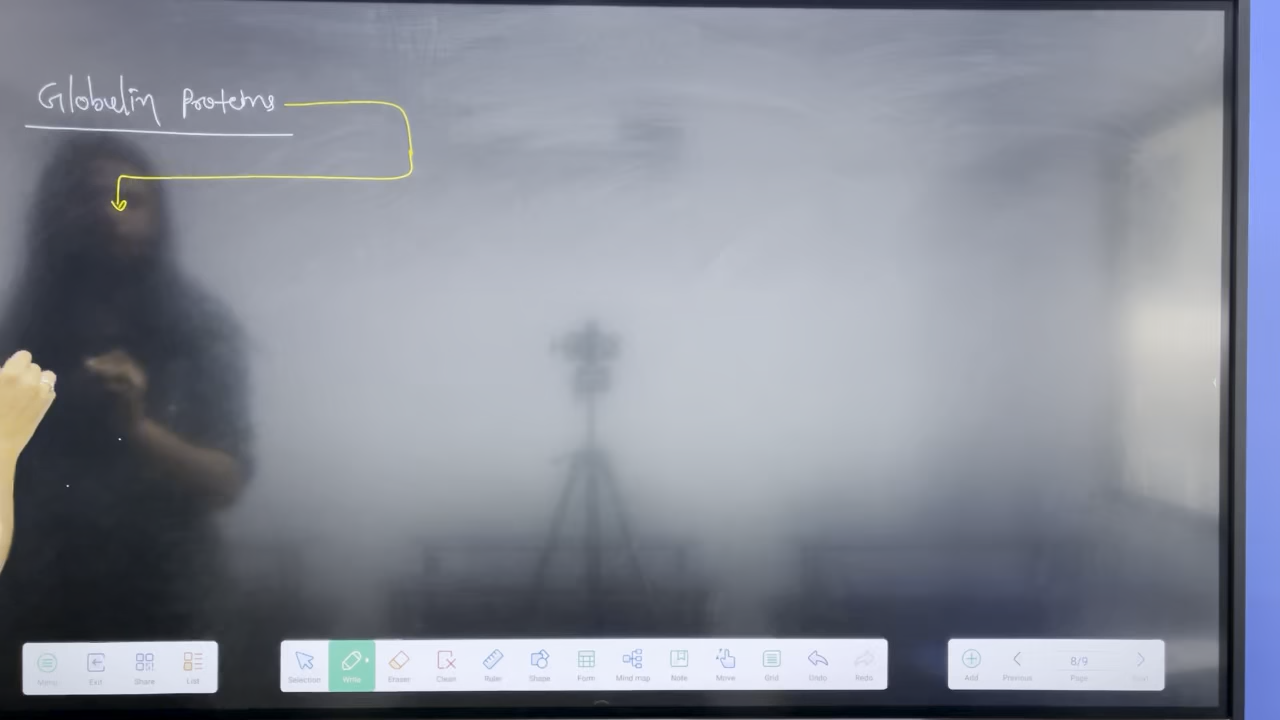 Globulin Proteins
Menu Exit Share List
Selection Write Eraser Clean Ruler Shape Form Mind map Note Move Grid Undo Redo
Add Previous 8/9 Page Next